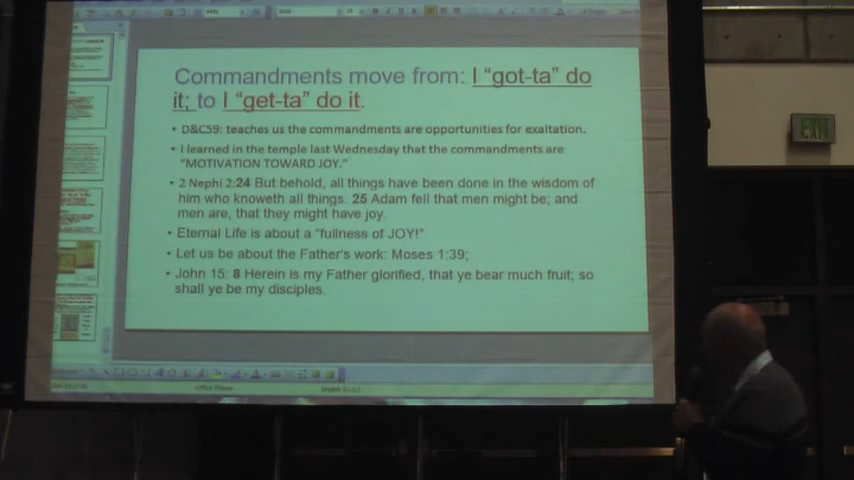 Commandments move from: I "got-ta" do
it; to I "get-ta" do it.
• D&C59: teaches us the commandments are opportunities for exaltation.
• I learned in the temple last Wednesday that the commandments are
"MOTIVATION TOWARD JOY."
• 2 Nephi 2:24 But behold, all things have been done in the wisdom of
him who knoweth all things. 25 Adam fell that men might be; and
men are, that they might have joy.
• Eternal Life is about a "fullness of JOY!"
• Let us be about the Father's work: Moses 1:39;
• John 15: 8 Herein is my Father glorified, that ye bear much fruit; so
shall ye be my disciples.
EXIT